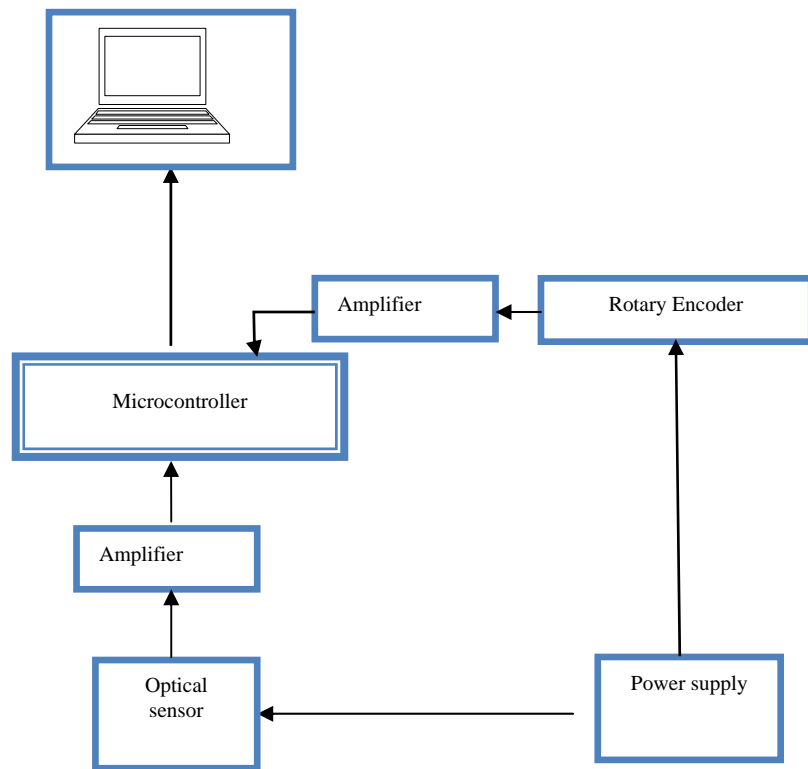 Amplifier
Rotary Encoder
Microcontroller
Amplifier
Optical
sensor
Power supply